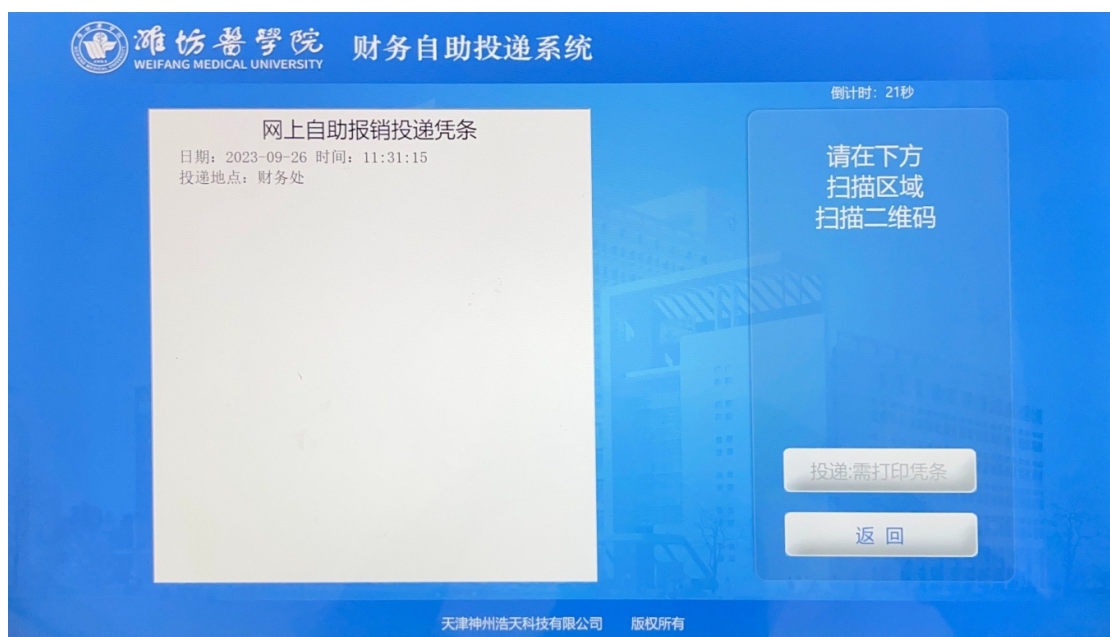 潍坊醫學院
WEIFANG MEDICAL UNIVERSITY
财务自助投递系统
倒计时：21秒
网上自助报销投递凭条
日期：2023-09-26 时间：11:31:15
投递地点：财务处
请在下方
扫描区域
扫描二维码
投递:需打印凭条
返 回
天津神州浩天科技有限公司 版权所有